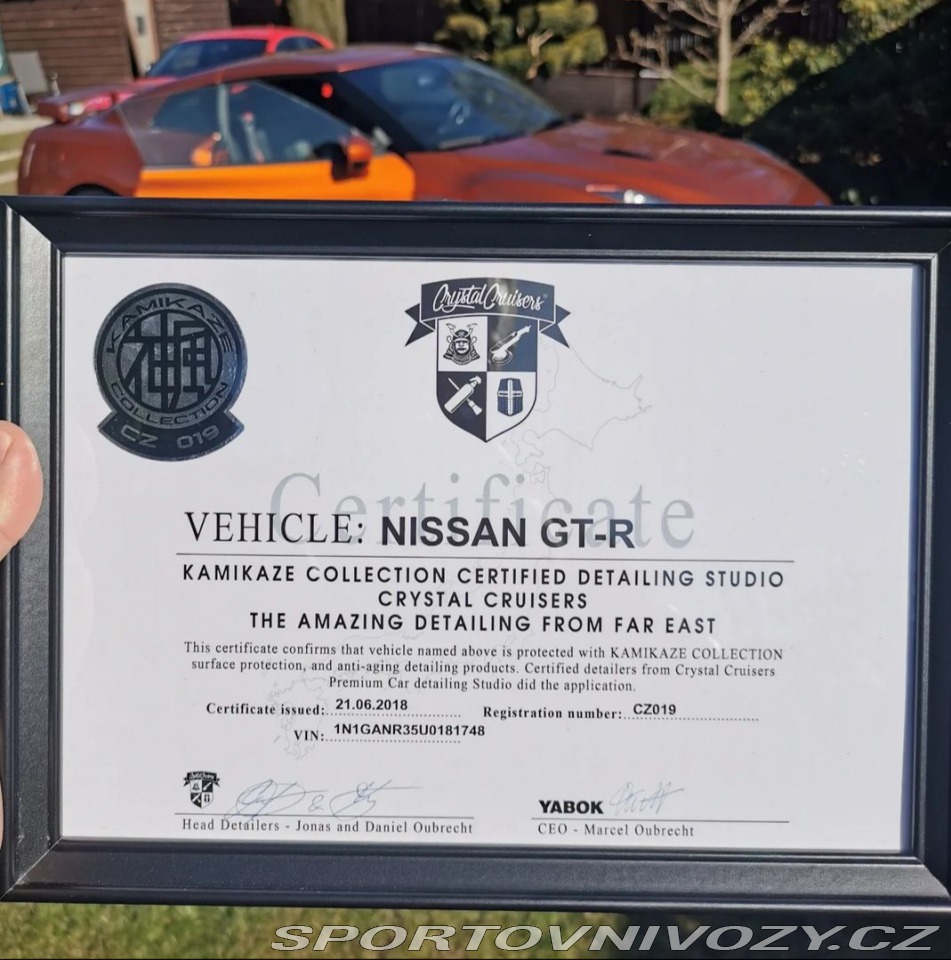 KAMIKAZE
神風
COLLECTION
CZ 019
Crystal Cruisers
Certificate
VEHICLE: NISSAN GT-R
KAMIKAZE COLLECTION CERTIFIED DETAILING STUDIO
CRYSTAL CRUISERS
THE AMAZING DETAILING FROM FAR EAST
This certificate confirms that vehicle named above is protected with KAMIKAZE COLLECTION
surface protection, and anti-aging detailing products. Certified detailers from Crystal Cruisers
Premium Car detailing Studio did the application.
Certificate issued: 21.06.2018 Registration number: CZ019
VIN: 1N1GANR35U0181748
&
YABOK
Head Detailers - Jonas and Daniel Oubrecht
CEO - Marcel Oubrecht
SPORTOVNIVOZY.CZ